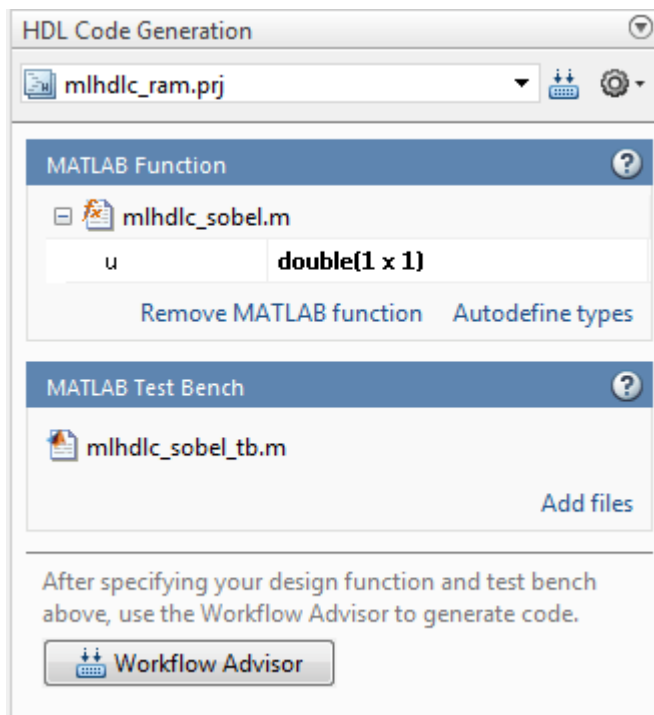 HDL Code Generation
mlhdlc_ram.prj
MATLAB Function
mlhdlc_sobel.m
u double(1 x 1)
Remove MATLAB function Autodefine types
MATLAB Test Bench
mlhdlc_sobel_tb.m
Add files
After specifying your design function and test bench
above, use the Workflow Advisor to generate code.
Workflow Advisor